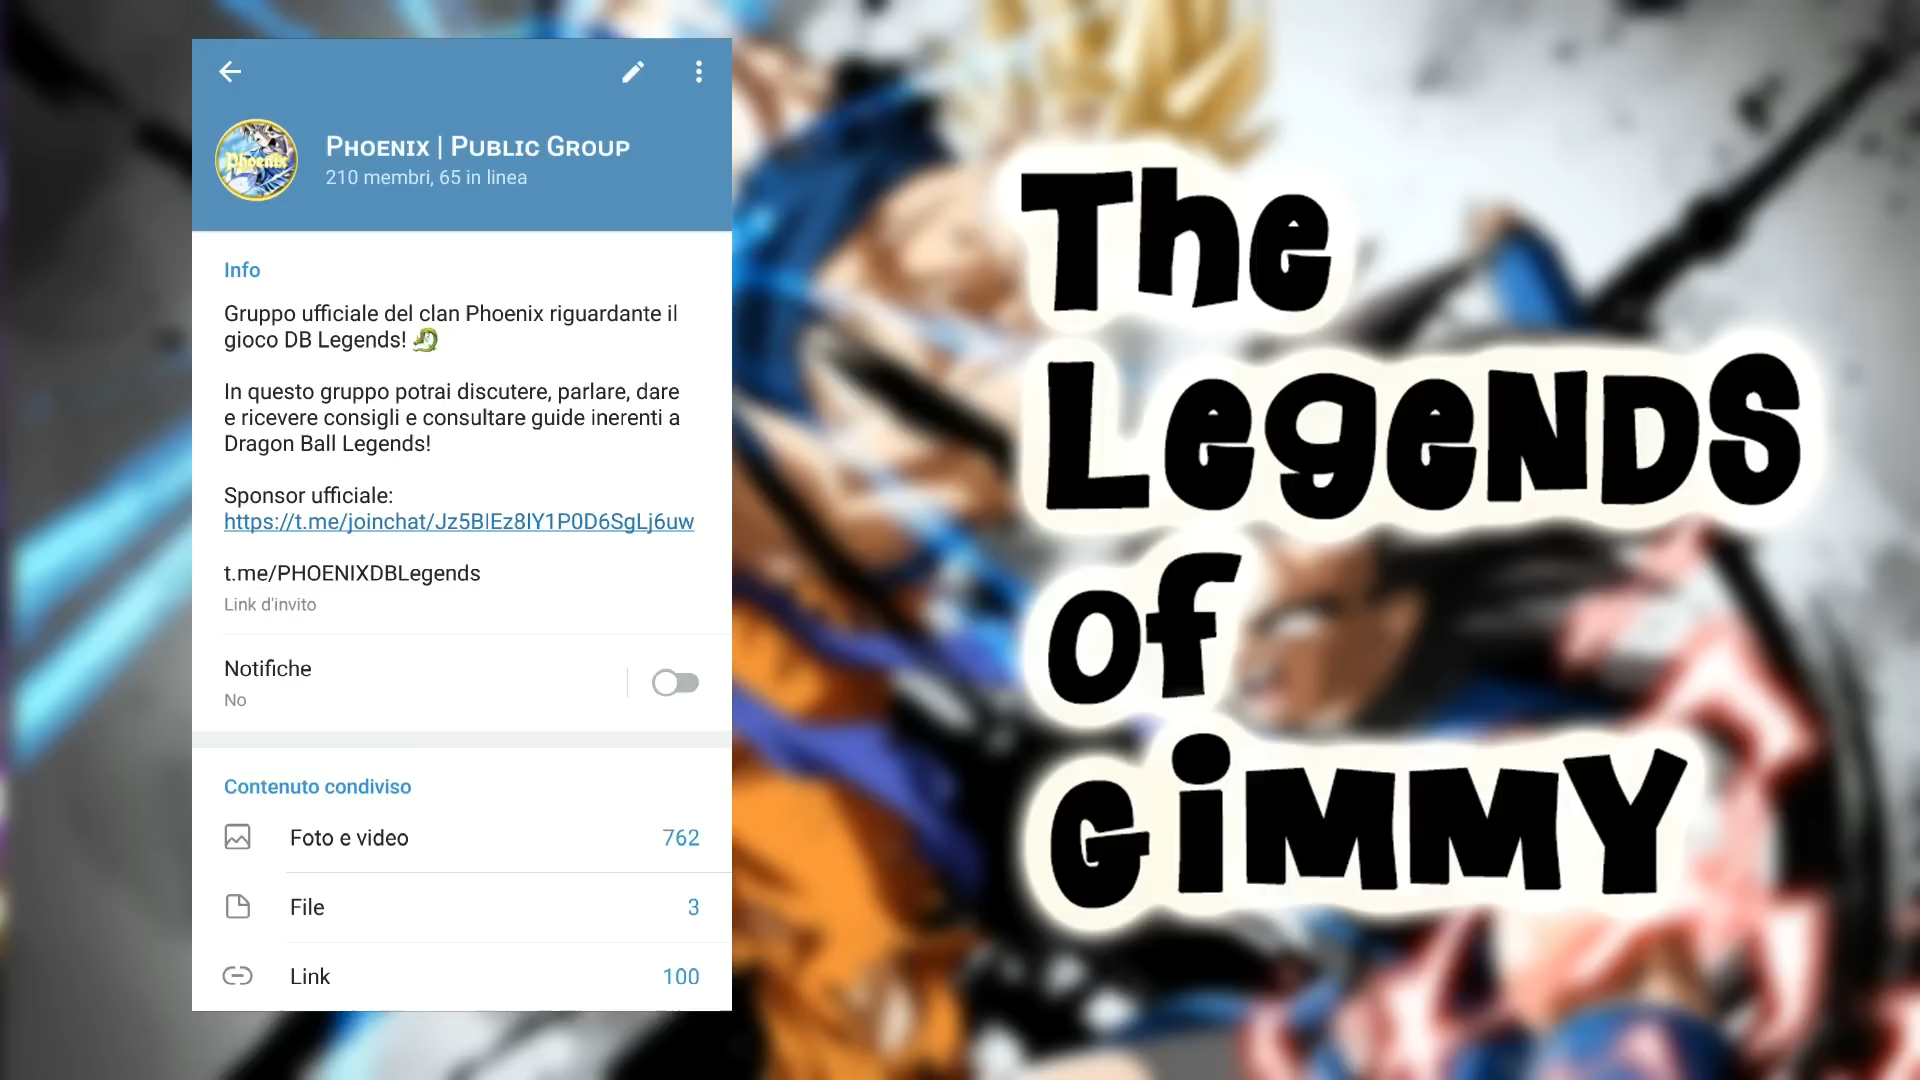 Phoenix | Public Group
210 membri, 65 in linea
Phoenix
Info
Gruppo ufficiale del clan Phoenix riguardante il
gioco DB Legends! 🐉
In questo gruppo potrai discutere, parlare, dare
e ricevere consigli e consultare guide inerenti a
Dragon Ball Legends!
Sponsor ufficiale:
https://t.me/joinchat/Jz5BlEz8lY1P0D6SgLj6uw
t.me/PHOENIXDBLegends
Link d'invito
Notifiche
No
Contenuto condiviso
Foto e video 762
File 3
Link 100
The
Legends
of
Gimmy